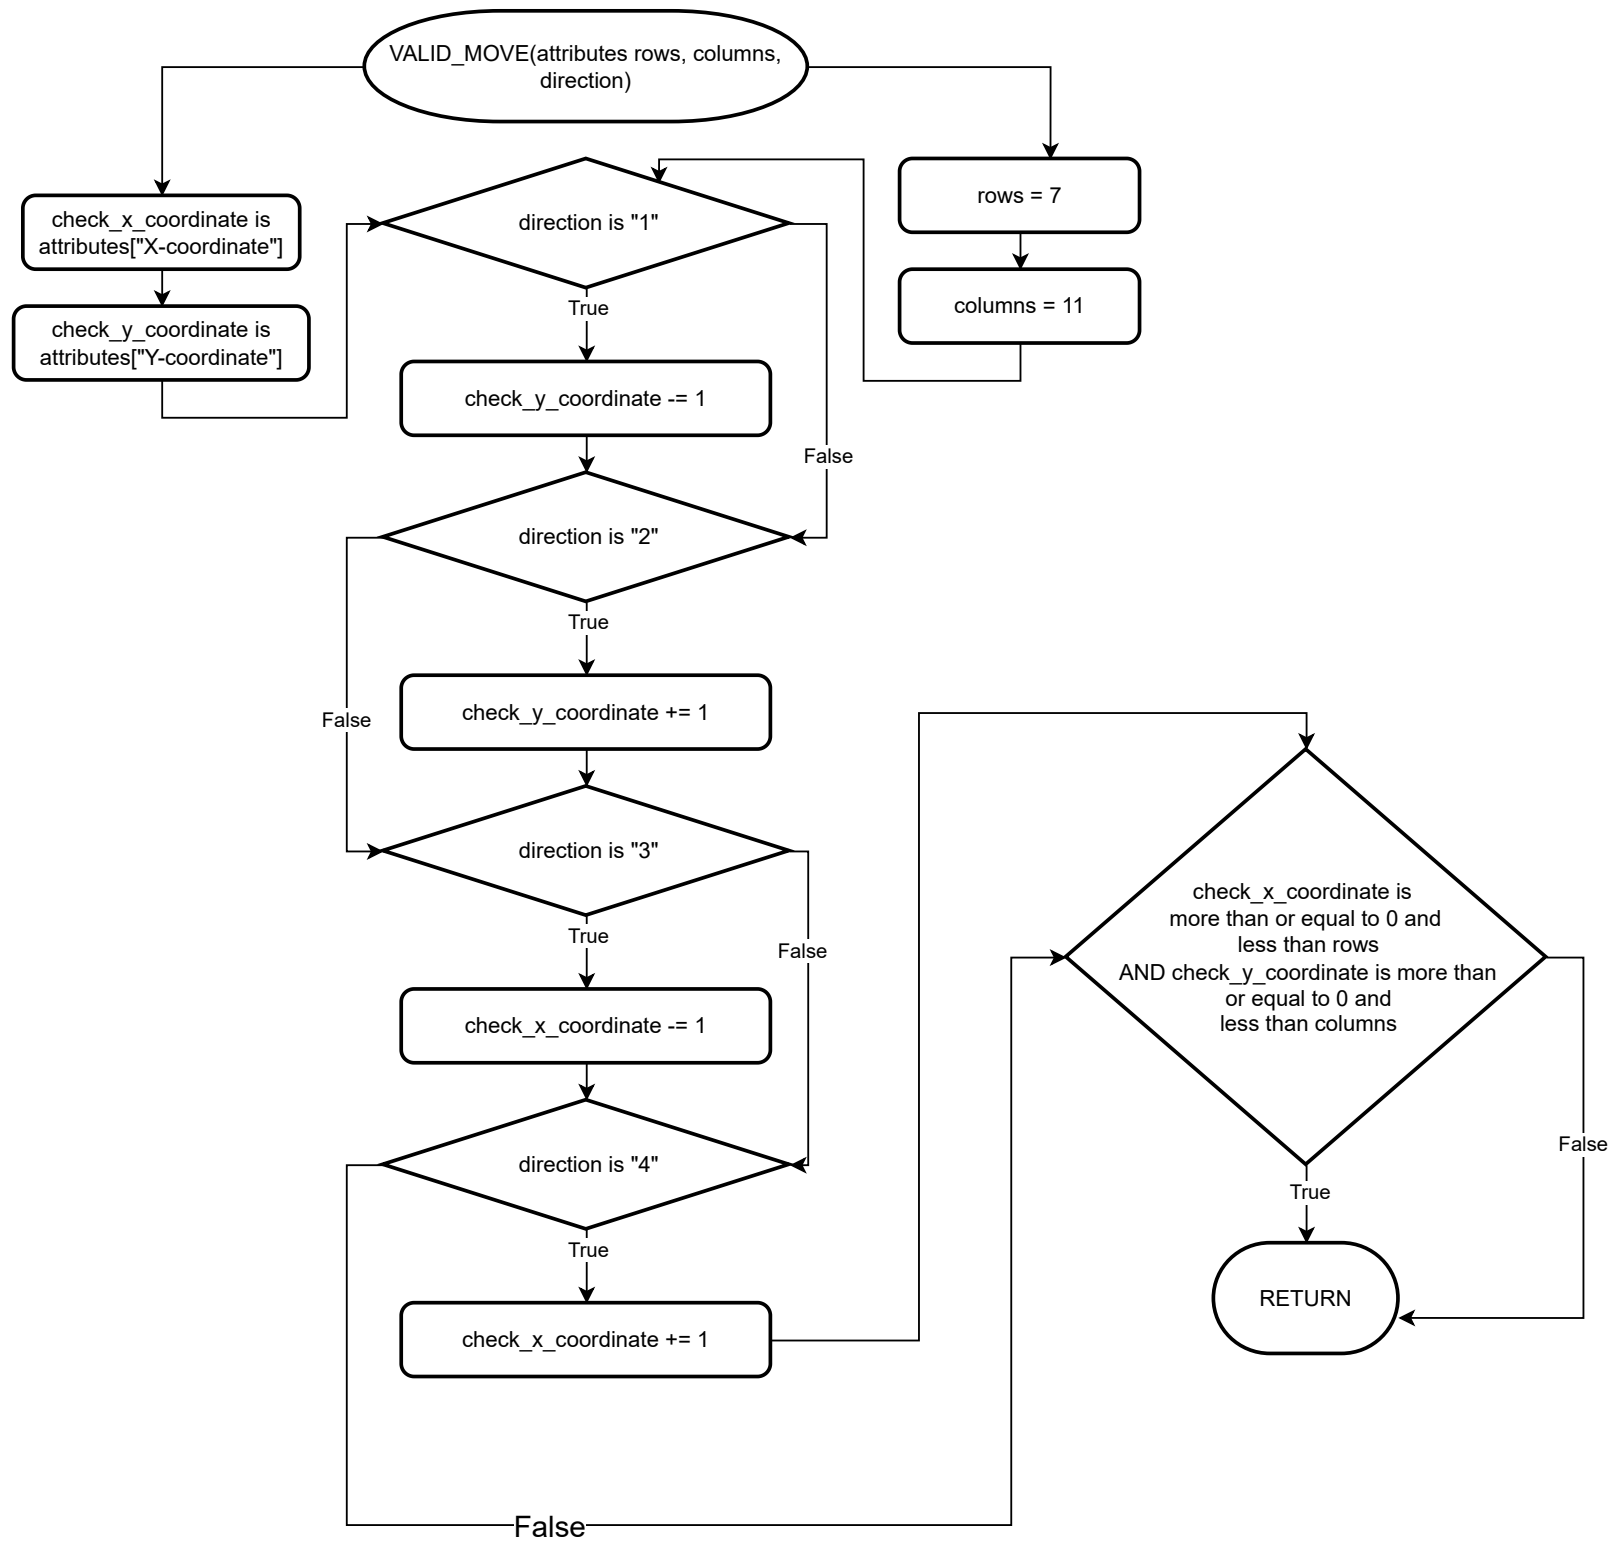 VALID_MOVE(attributes rows, columns,
direction)
check_x_coordinate is
attributes["X-coordinate"]
check_y_coordinate is
attributes["Y-coordinate"]
rows = 7
columns = 11
direction is "1"
True
False
check_y_coordinate -= 1
direction is "2"
True
False
check_y_coordinate += 1
direction is "3"
True
False
check_x_coordinate -= 1
direction is "4"
True
False
check_x_coordinate += 1
check_x_coordinate is
more than or equal to 0 and
less than rows
AND check_y_coordinate is more than
or equal to 0 and
less than columns
True
False
RETURN